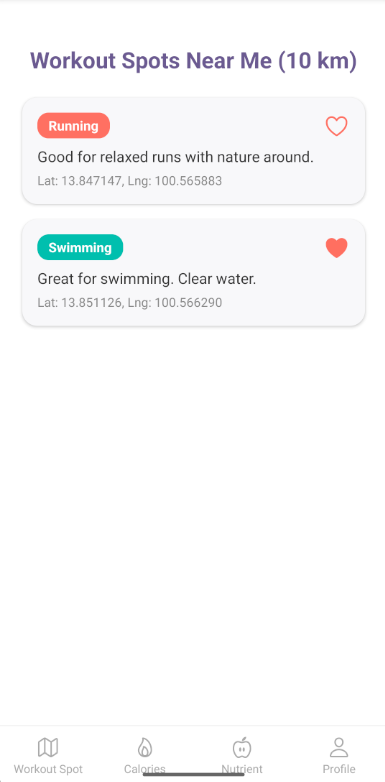 Workout Spots Near Me (10 km)
Running
Good for relaxed runs with nature around.
Lat: 13.847147, Lng: 100.565883
Swimming
Great for swimming. Clear water.
Lat: 13.851126, Lng: 100.566290
Workout Spot
Calories
Nutrient
Profile